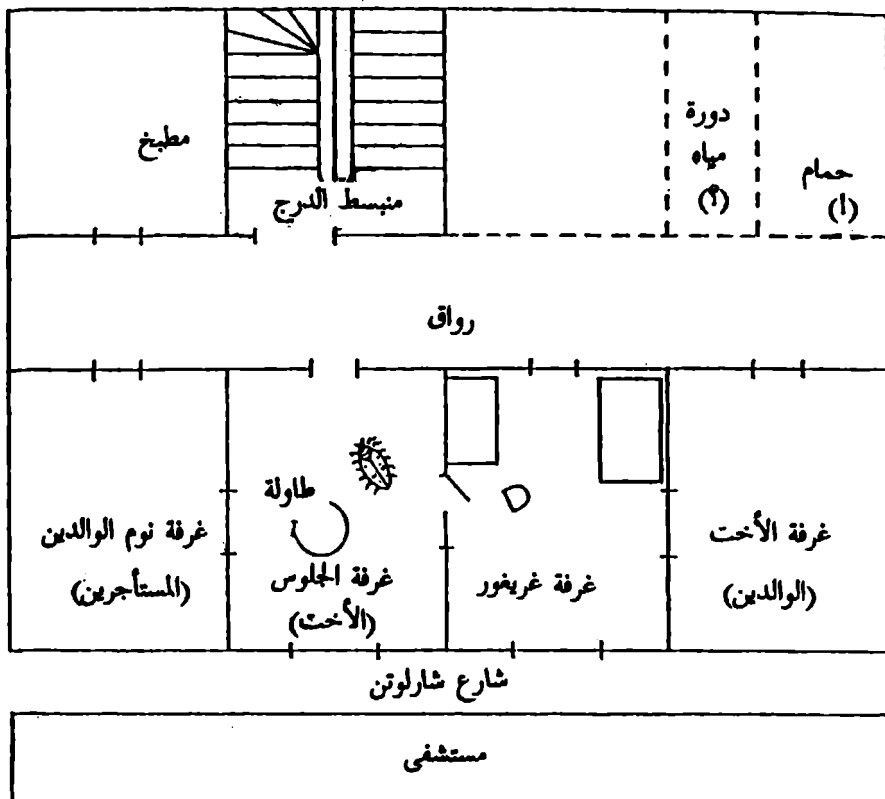 مطبخ
منبسط الدرج
دورة
مياه
(؟)
حمام
(ا)
رواق
غرفة نوم الوالدين
(المستأجرين)
طاولة
غرفة الجلوس
(الأخت)
غرفة غريغور
غرفة الأخت
(الوالدين)
شارع شارلوتن
مستشفى